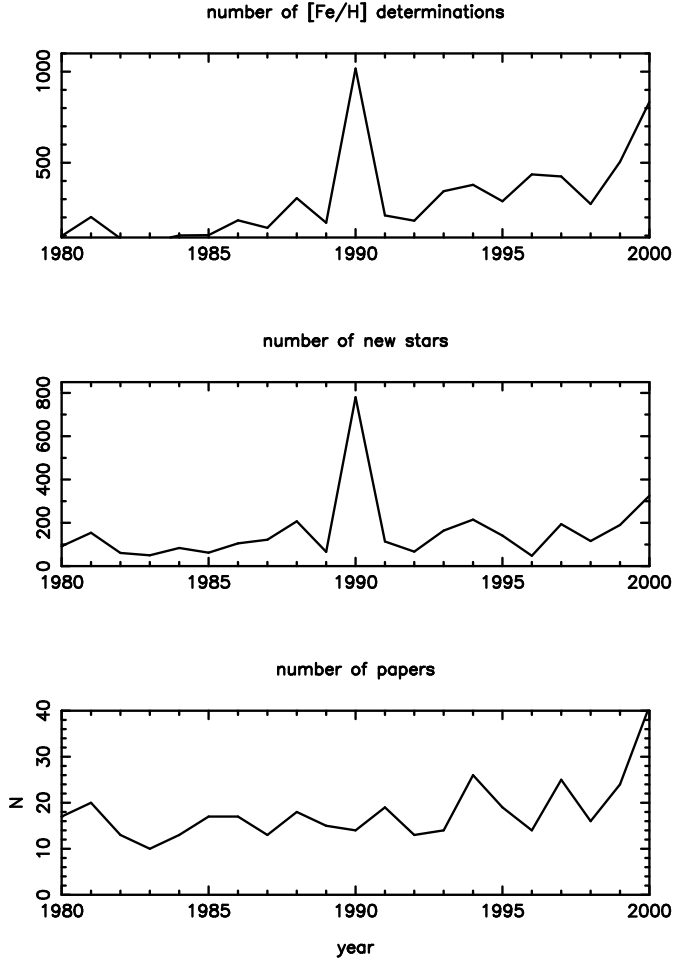 number of [Fe/H] determinations
1000
500
1980 1985 1990 1995 2000
number of new stars
800
600
400
200
0
1980 1985 1990 1995 2000
number of papers
40
30
20
10
0
N
1980 1985 1990 1995 2000
year